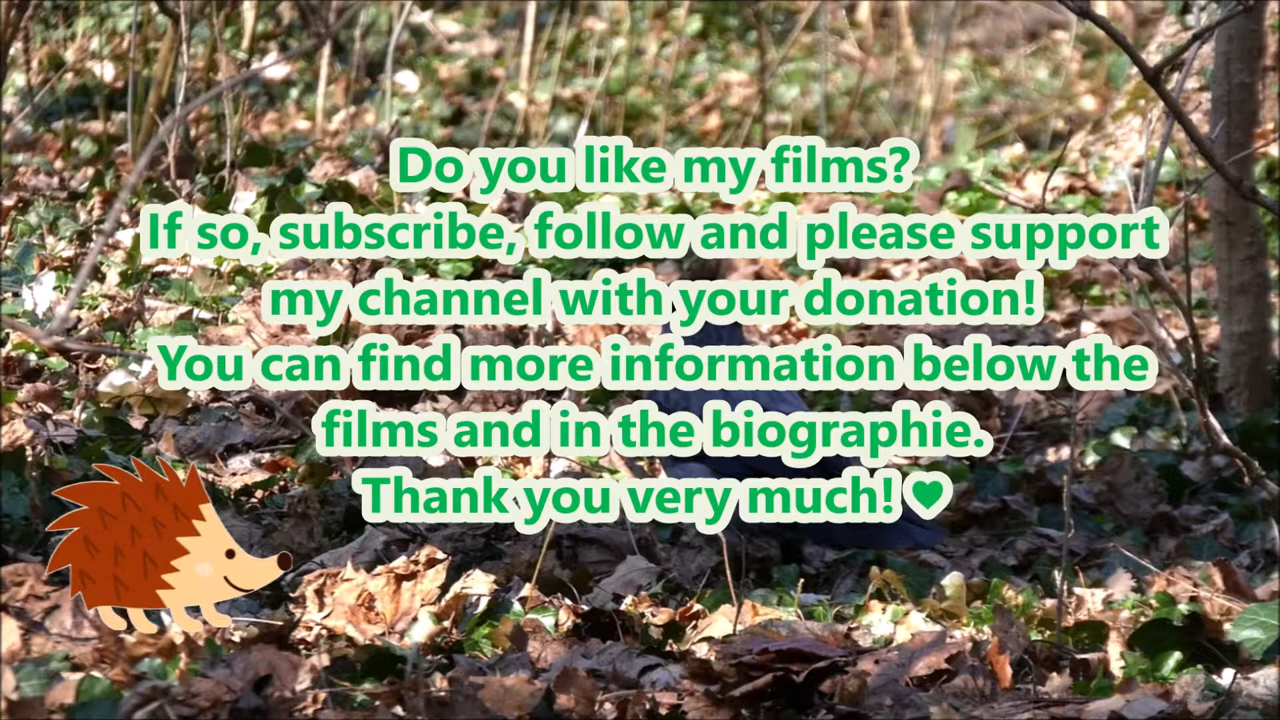 Do you like my films?
If so, subscribe, follow and please support
my channel with your donation!
You can find more information below the
films and in the biographie.
Thank you very much! ♥